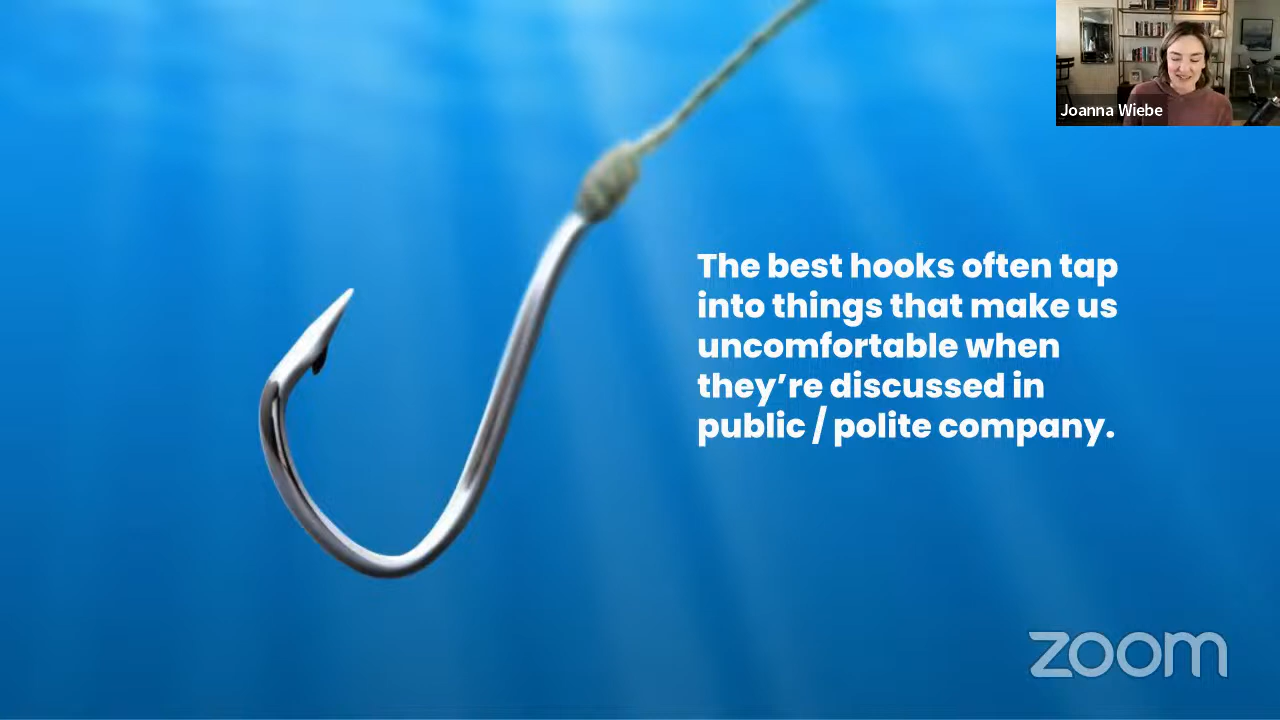 Joanna Wiebe
The best hooks often tap
into things that make us
uncomfortable when
they’re discussed in
public / polite company.
zoom